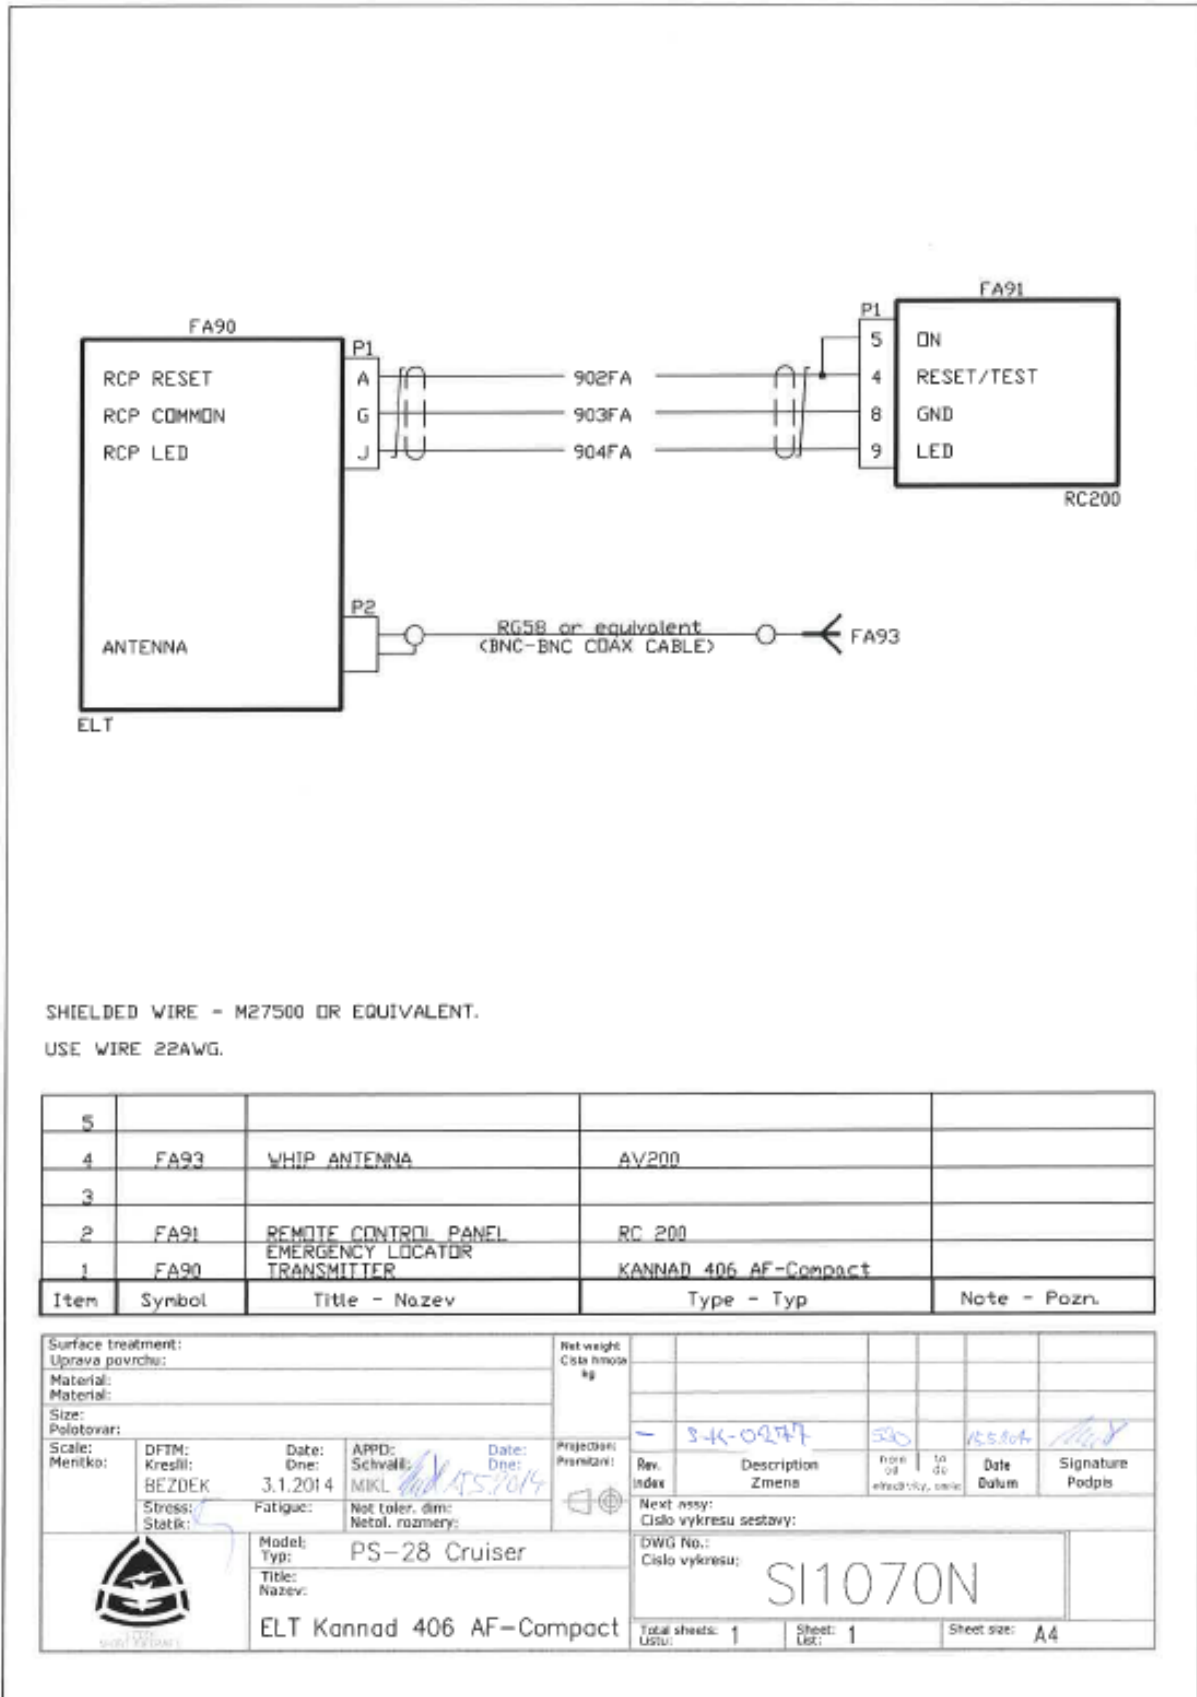 FA90
FA91
P1
RCP RESET
A
902FA
RCP COMMON
G
903FA
RCP LED
J
904FA
P1
5
ON
4
RESET/TEST
8
GND
9
LED
RC200
P2
ANTENNA
RG58 or equivalent
(BNC-BNC COAX CABLE)
FA93
ELT
SHIELDED WIRE - M27500 OR EQUIVALENT.
USE WIRE 22AWG.
5
4 FA93 WHIP ANTENNA AV200
3
2 FA91 REMOTE CONTROL PANEL RC 200
1 FA90 EMERGENCY LOCATOR TRANSMITTER KANNAD 406 AF-Compact
Item Symbol Title - Nazev Type - Typ Note - Pozn.
Surface treatment:
Uprava povrchu:
Material:
Material:
Size:
Polotovar:
Net weight
Cista hmota
kg
Scale:
Meritko:
DFTM:
Kreslil:
BEZDEK
Date:
Dne:
3.1.2014
APPD:
Schvalil:
MIKL
Date:
Dne:
15.5.2014
Projection:
Promitani:
Stress:
Statik:
Fatigue:
Not toler. dim:
Netol. rozmery:
Rev.
index
Description
Zmena
from
od
to
do
Date
Datum
Signature
Podpis
Next assy:
Cislo vykresu sestavy:
Model:
Typ:
PS-28 Cruiser
Title:
Nazev:
ELT Kannad 406 AF-Compact
DWG No.:
Cislo vykresu:
SI1070N
Total sheets:
Listu:
1
Sheet:
List:
1
Sheet size:
A4